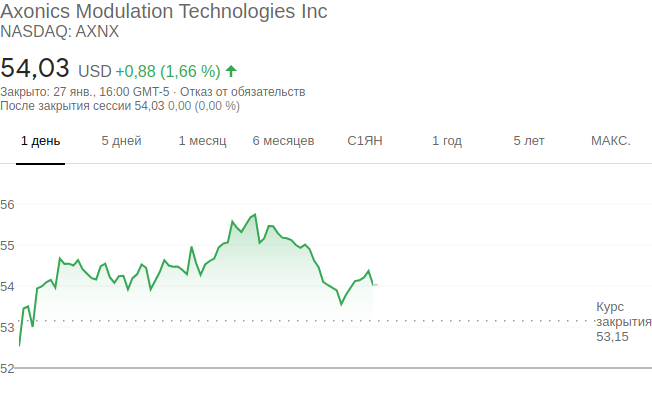 Axonics Modulation Technologies Inc
NASDAQ: AXNX
54,03 USD +0,88 (1,66 %)
Закрыто: 27 янв., 16:00 GMT-5 · Отказ от обязательств
После закрытия сессии 54,03 0,00 (0,00 %)
1 день 5 дней 1 месяц 6 месяцев С1ЯН 1 год 5 лет МАКС.
56
55
54
Курс
53 закрытия
53,15
52